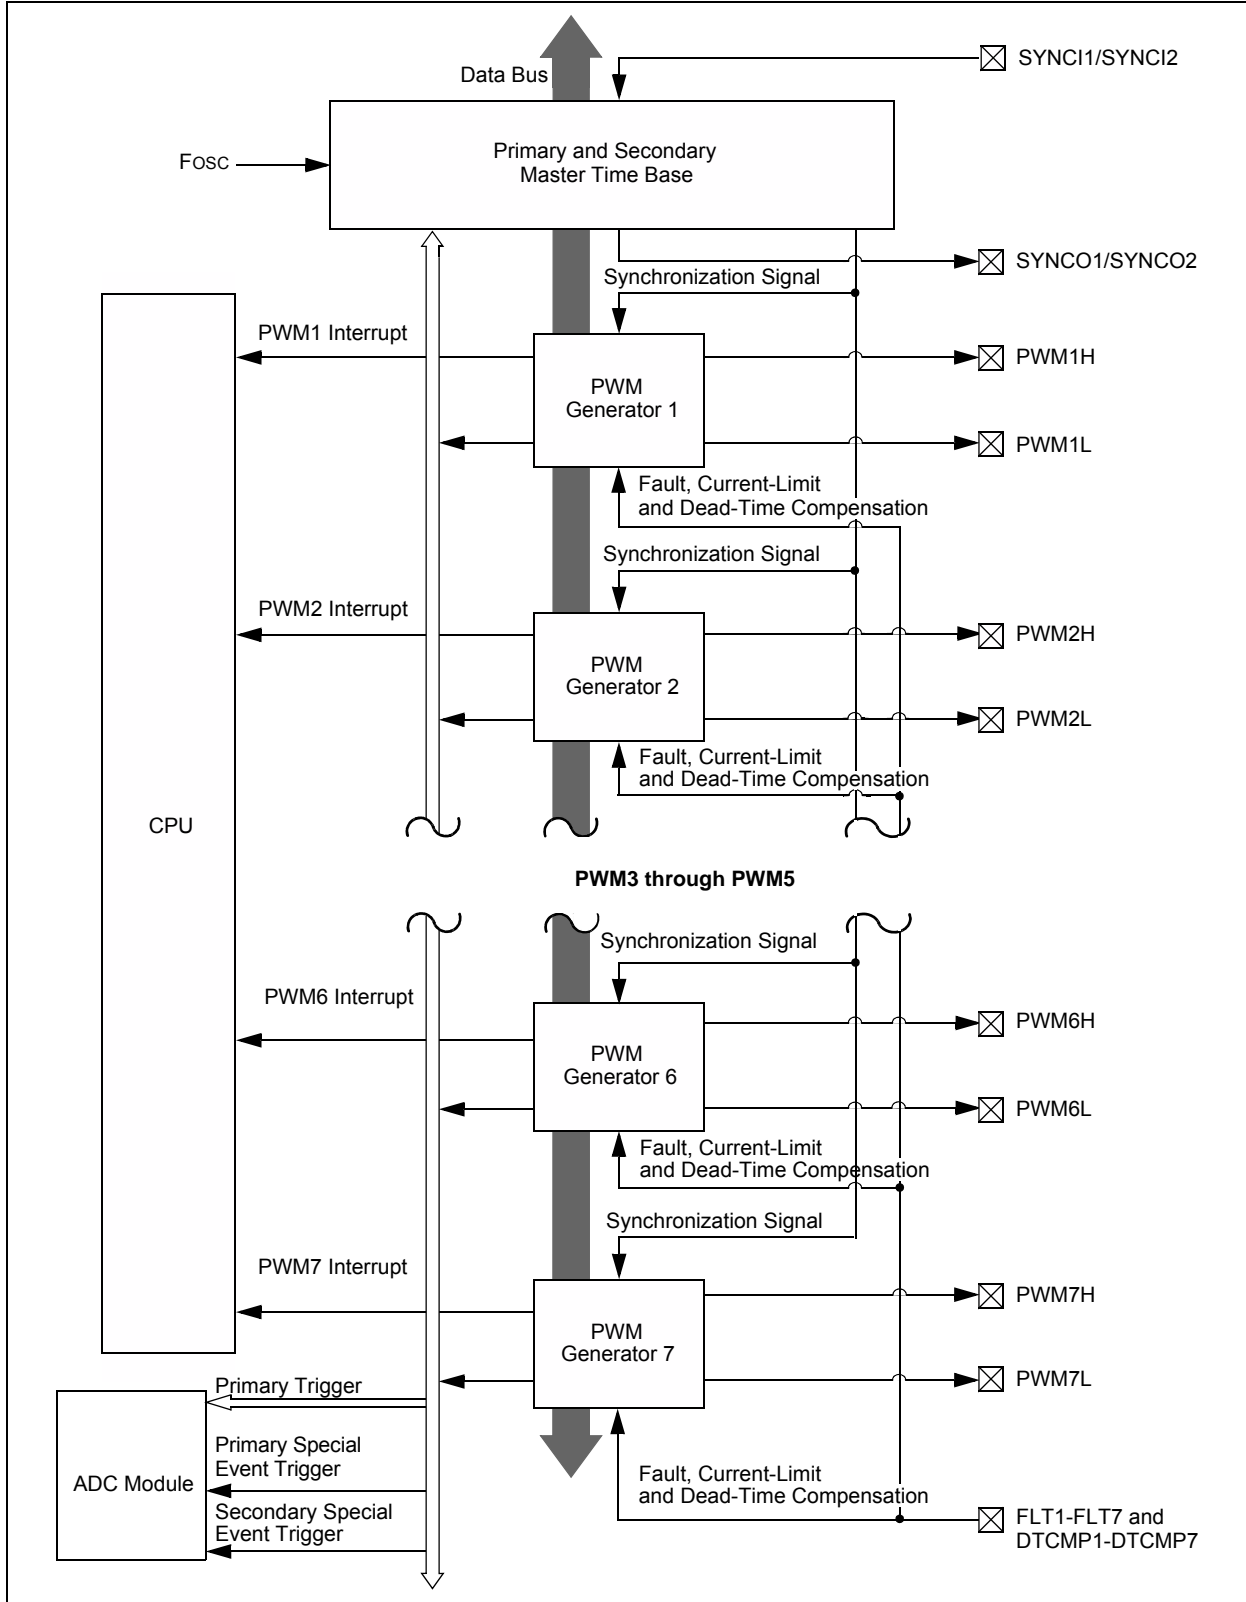 SYNCI1/SYNCI2
Data Bus
Primary and Secondary
Master Time Base
FOSC
SYNCO1/SYNCO2
Synchronization Signal
PWM1 Interrupt
PWM1H
PWM
Generator 1
PWM1L
Fault, Current-Limit
and Dead-Time Compensation
Synchronization Signal
PWM2 Interrupt
PWM2H
PWM
Generator 2
PWM2L
Fault, Current-Limit
and Dead-Time Compensation
CPU
PWM3 through PWM5
Synchronization Signal
PWM6 Interrupt
PWM6H
PWM
Generator 6
PWM6L
Fault, Current-Limit
and Dead-Time Compensation
Synchronization Signal
PWM7 Interrupt
PWM7H
PWM
Generator 7
PWM7L
Primary Trigger
Primary Special
Event Trigger
ADC Module
Secondary Special
Event Trigger
Fault, Current-Limit
and Dead-Time Compensation
FLT1-FLT7 and
DTCMP1-DTCMP7